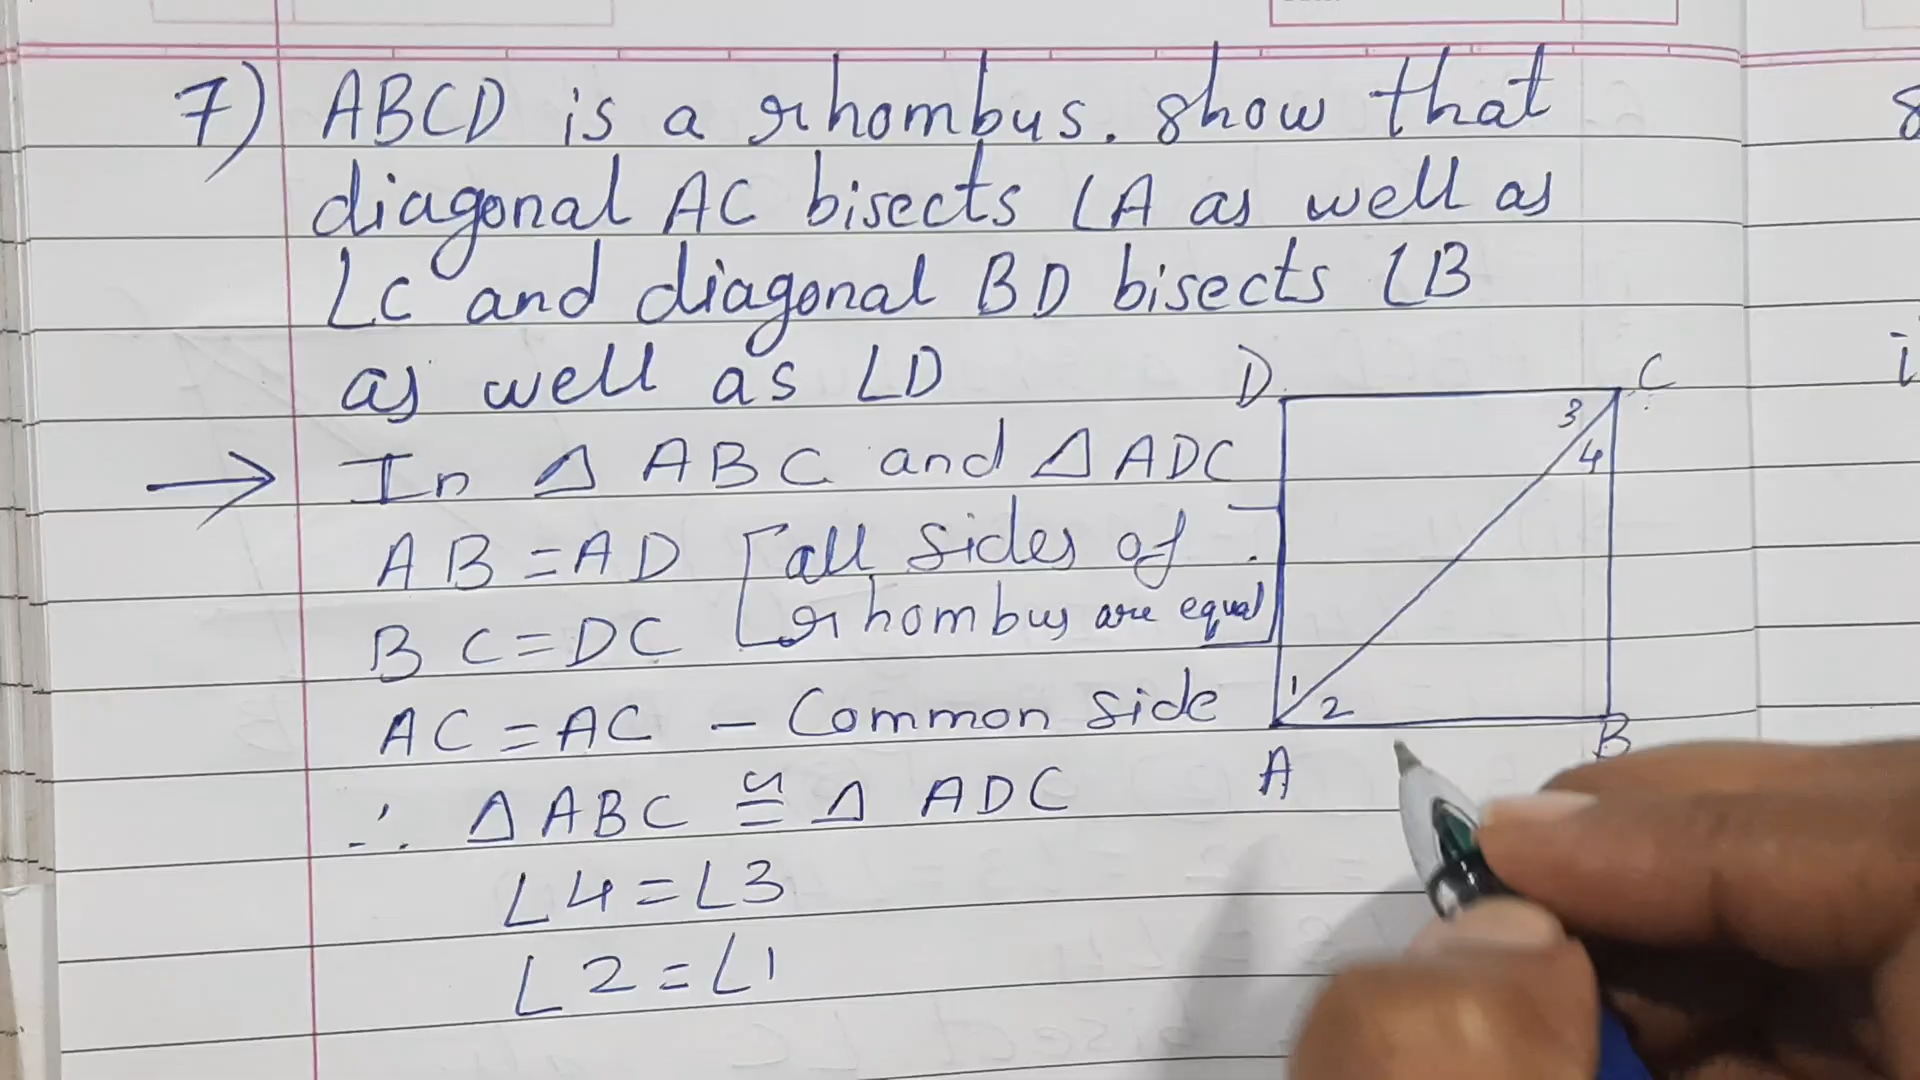 7) ABCD is a rhombus. show that
diagonal AC bisects ∠A as well as
∠C and diagonal BD bisects ∠B
as well as ∠D
→ In Δ ABC and Δ ADC
AB = AD [all sides of
BC = DC rhombus are equal]
AC = AC - Common side
∴ Δ ABC ≅ Δ ADC
∠4 = ∠3
∠2 = ∠1
D C
3
4
1 2
A B
i